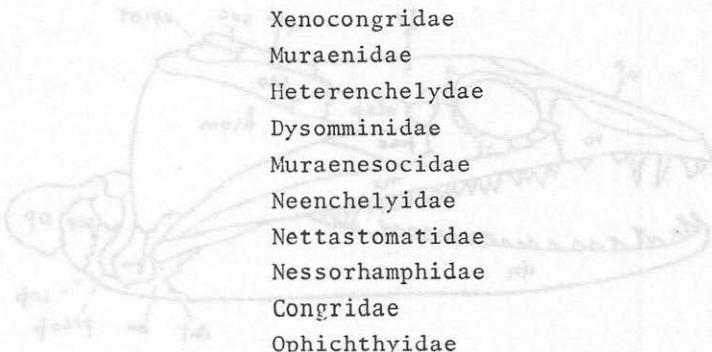 Xenocongridae
Muraenidae
Heterenchelydae
Dysomminidae
Muraenesocidae
Neenchelyidae
Nettastomatidae
Nessorhamphidae
Congridae
Ophichthyidae